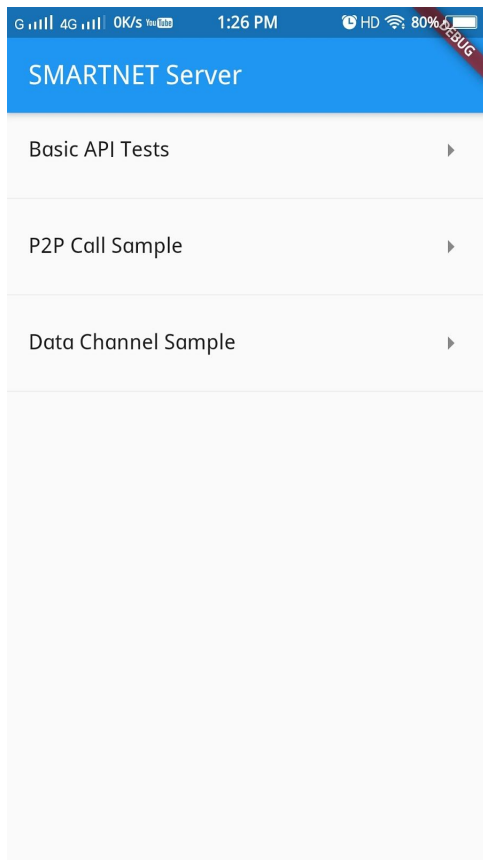 G 4G 0K/s You Tube 1:26 PM HD 80%
DEBUG
SMARTNET Server
Basic API Tests
P2P Call Sample
Data Channel Sample